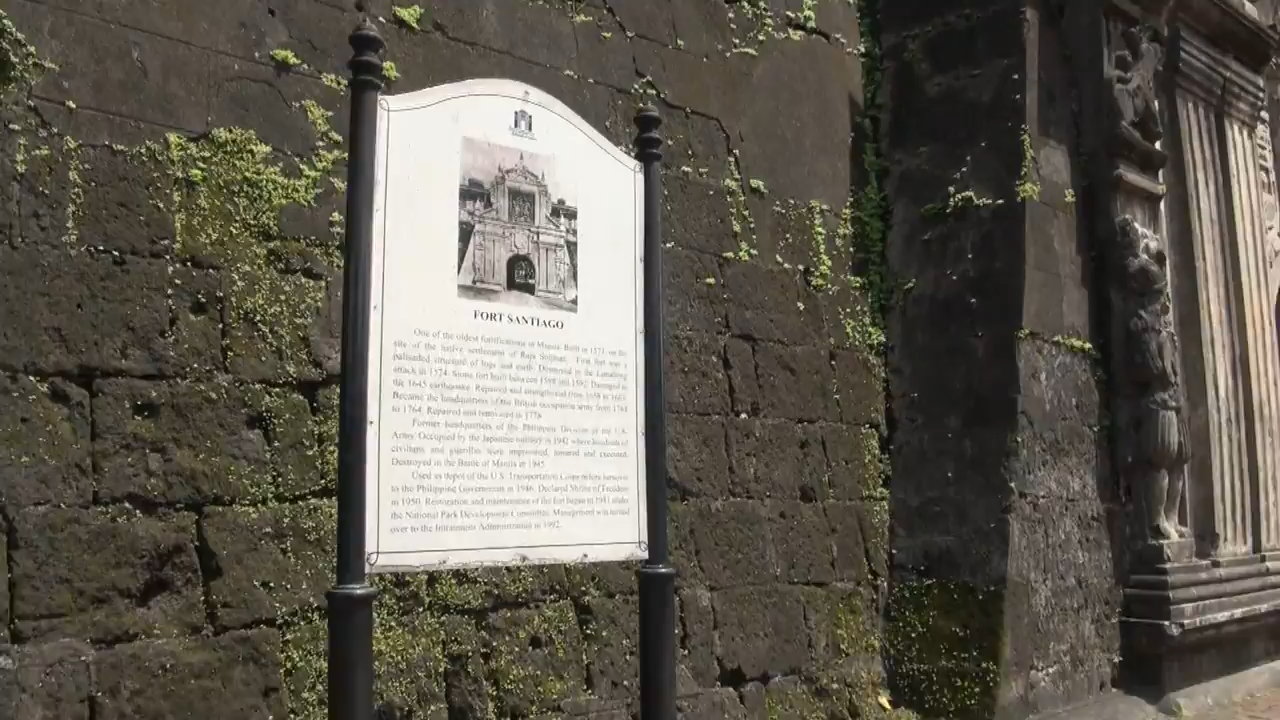 FORT SANTIAGO
One of the oldest fortifications in Manila. Built in 1571, on the
site of the native settlement of Raja Soliman. First fort was a
palisaded structure of logs and earth. Destroyed in the Limahong
attack in 1574. Stone fort built between 1589 and 1592. Damaged in
the 1645 earthquake. Repaired and strengthened from 1658 to 1663.
Became the headquarters of the British occupation army from 1762
to 1764. Repaired and renovated in 1778.
Former headquarters of the Philippine Division of the U.S.
Army. Occupied by the Japanese military in 1942 where hundreds of
civilians and guerillas were imprisoned, tortured and executed.
Destroyed in the Battle of Manila in 1945.
Used as depot of the U.S. Transportation Corps before turnover
to the Philippine Government in 1946. Declared Shrine of Freedom
in 1950. Restoration and maintenance of the fort began in 1951 under
the National Park Development Committee. Management was turned
over to the Intramuros Administration in 1992.